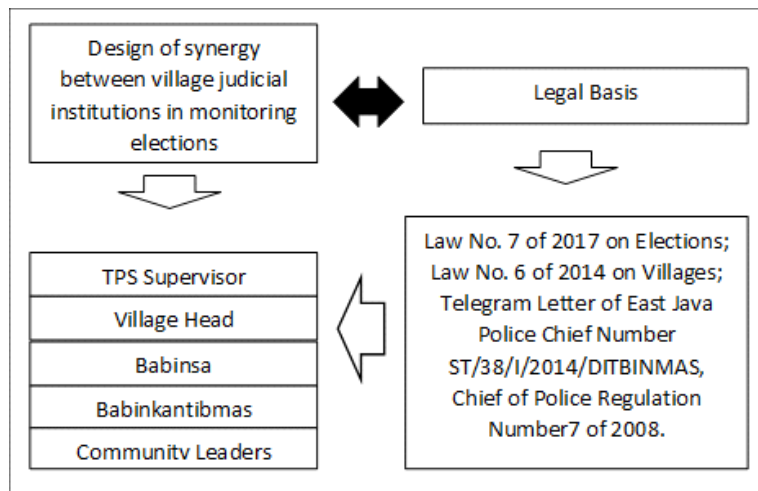 Design of synergy
between village judicial
institutions in monitoring
elections
Legal Basis
TPS Supervisor
Village Head
Babinsa
Babinkantibmas
Community Leaders
Law No. 7 of 2017 on Elections;
Law No. 6 of 2014 on Villages;
Telegram Letter of East Java
Police Chief Number
ST/38/I/2014/DITBINMAS,
Chief of Police Regulation
Number7 of 2008.